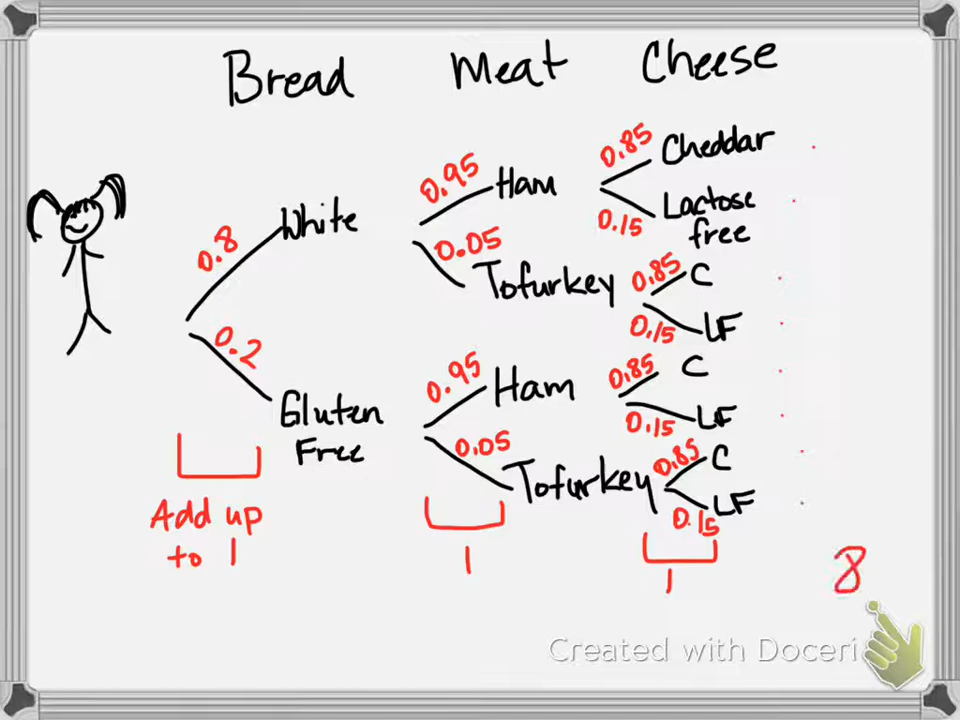 Bread Meat Cheese
0.85 Cheddar
0.95 Ham
0.15 Lactose
free
0.8 White
0.05 Tofurkey
0.85 C
0.15 LF
0.2 Gluten
Free
0.95 Ham
0.85 C
0.15 LF
0.05 Tofurkey
0.85 C
0.15 LF
Add up
to 1
1
1
8
Created with Doceri